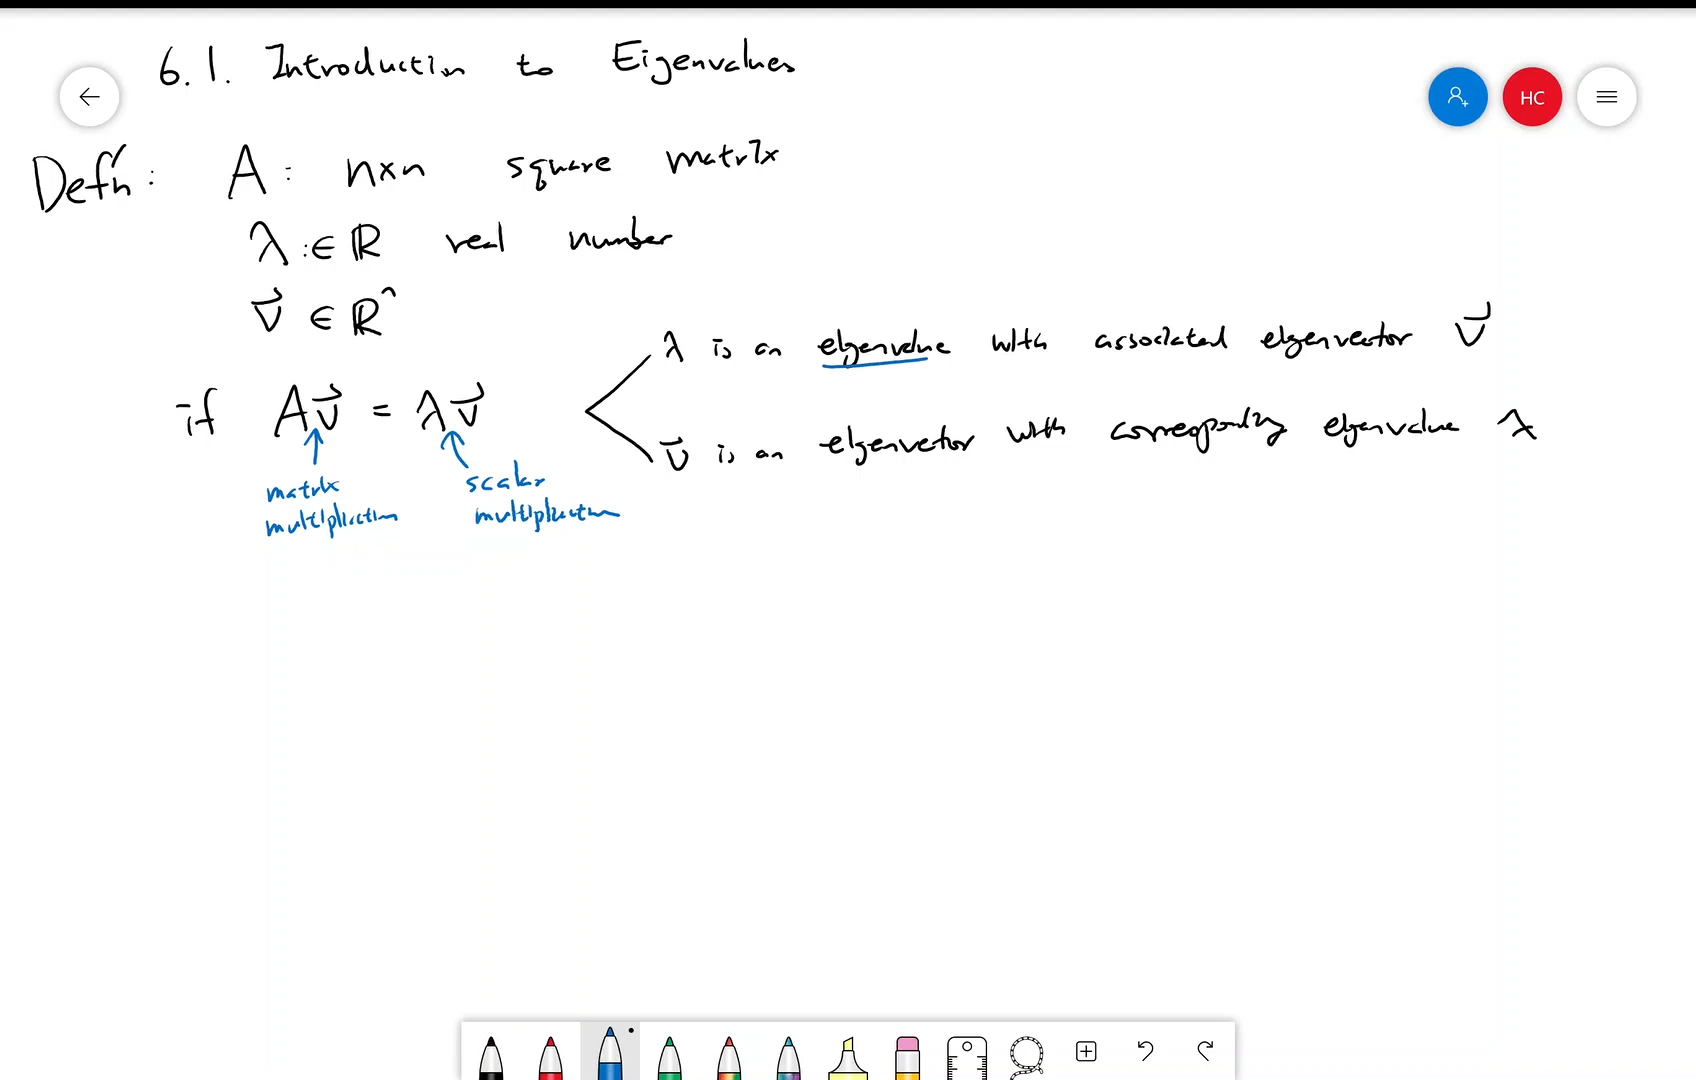 6.1. Introduction to Eigenvalues
HC
Def'n: A: n×n square matrix
λ:∈ℝ real number
v⃗ ∈ ℝⁿ
λ is an eigenvalue with associated eigenvector v⃗
if Av⃗ = λv⃗
v⃗ is an eigenvector with corresponding eigenvalue λ
matrix multiplication
scalar multiplication